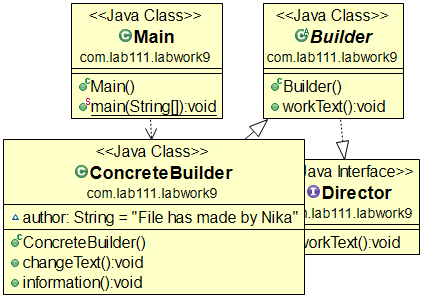 <<Java Class>>
Main
com.lab111.labwork9
Main()
main(String[]):void
<<Java Class>>
Builder
com.lab111.labwork9
Builder()
workText():void
<<Java Class>>
ConcreteBuilder
com.lab111.labwork9
author: String = "File has made by Nika"
ConcreteBuilder()
changeText():void
information():void
Java Interface>>
Director
om.lab111.labwork9
workText():void